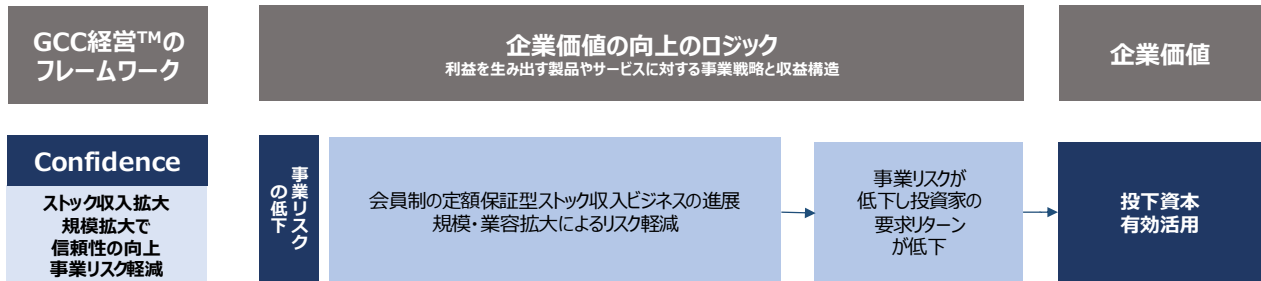 GCC経営™の
フレームワーク
企業価値の向上のロジック
利益を生み出す製品やサービスに対する事業戦略と収益構造
企業価値
Confidence
ストック収入拡大
規模拡大で
信頼性の向上
事業リスク軽減
事業リスク
の低下
会員制の定額保証型ストック収入ビジネスの進展
規模・業容拡大によるリスク軽減
事業リスクが
低下し投資家の
要求リターン
が低下
投下資本
有効活用